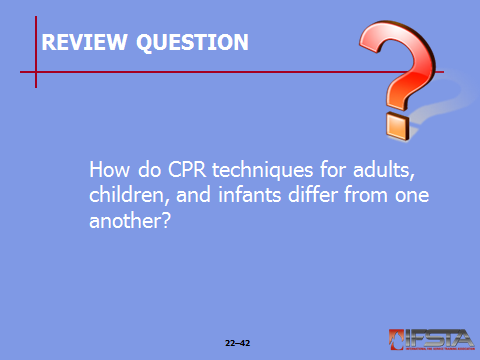 REVIEW QUESTION
How do CPR techniques for adults,
children, and infants differ from one
another?
22–42
IFSTA